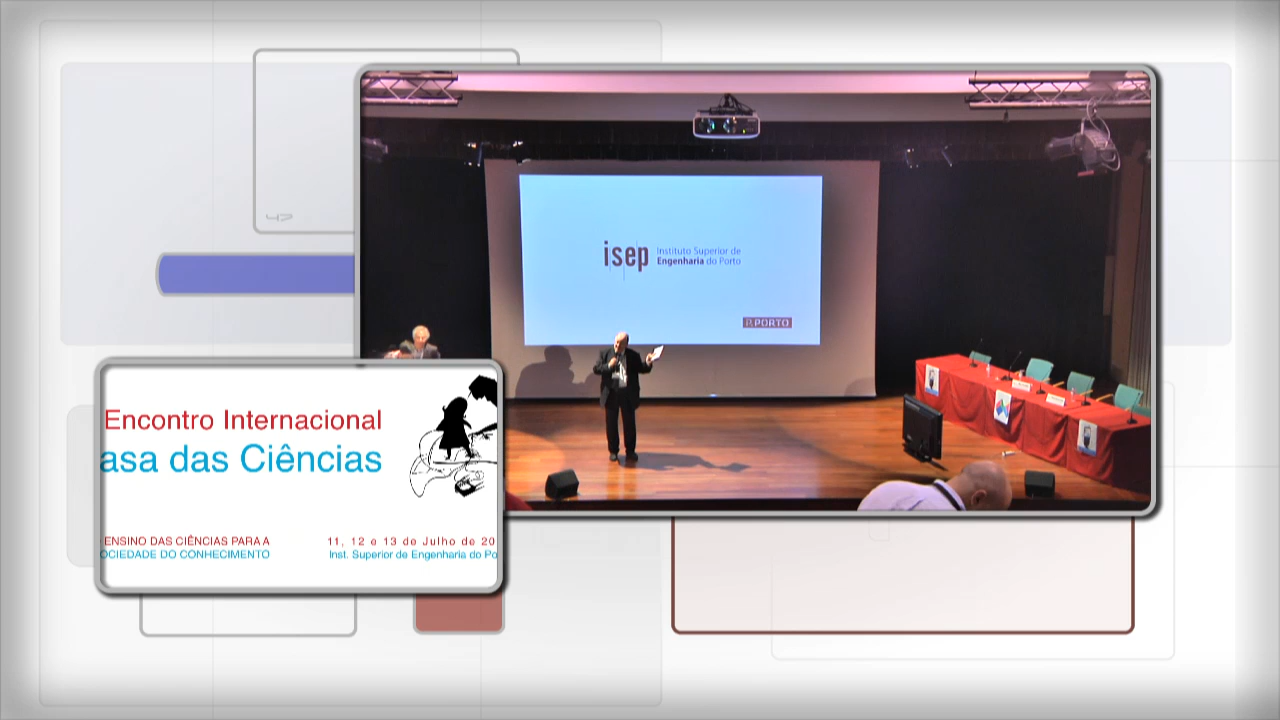 isep
Instituto Superior de
Engenharia do Porto
P.PORTO
Encontro Internacional
asa das Ciências
ENSINO DAS CIÊNCIAS PARA A
OCIEDADE DO CONHECIMENTO
11, 12 e 13 de Julho de 20
Inst. Superior de Engenharia do Po